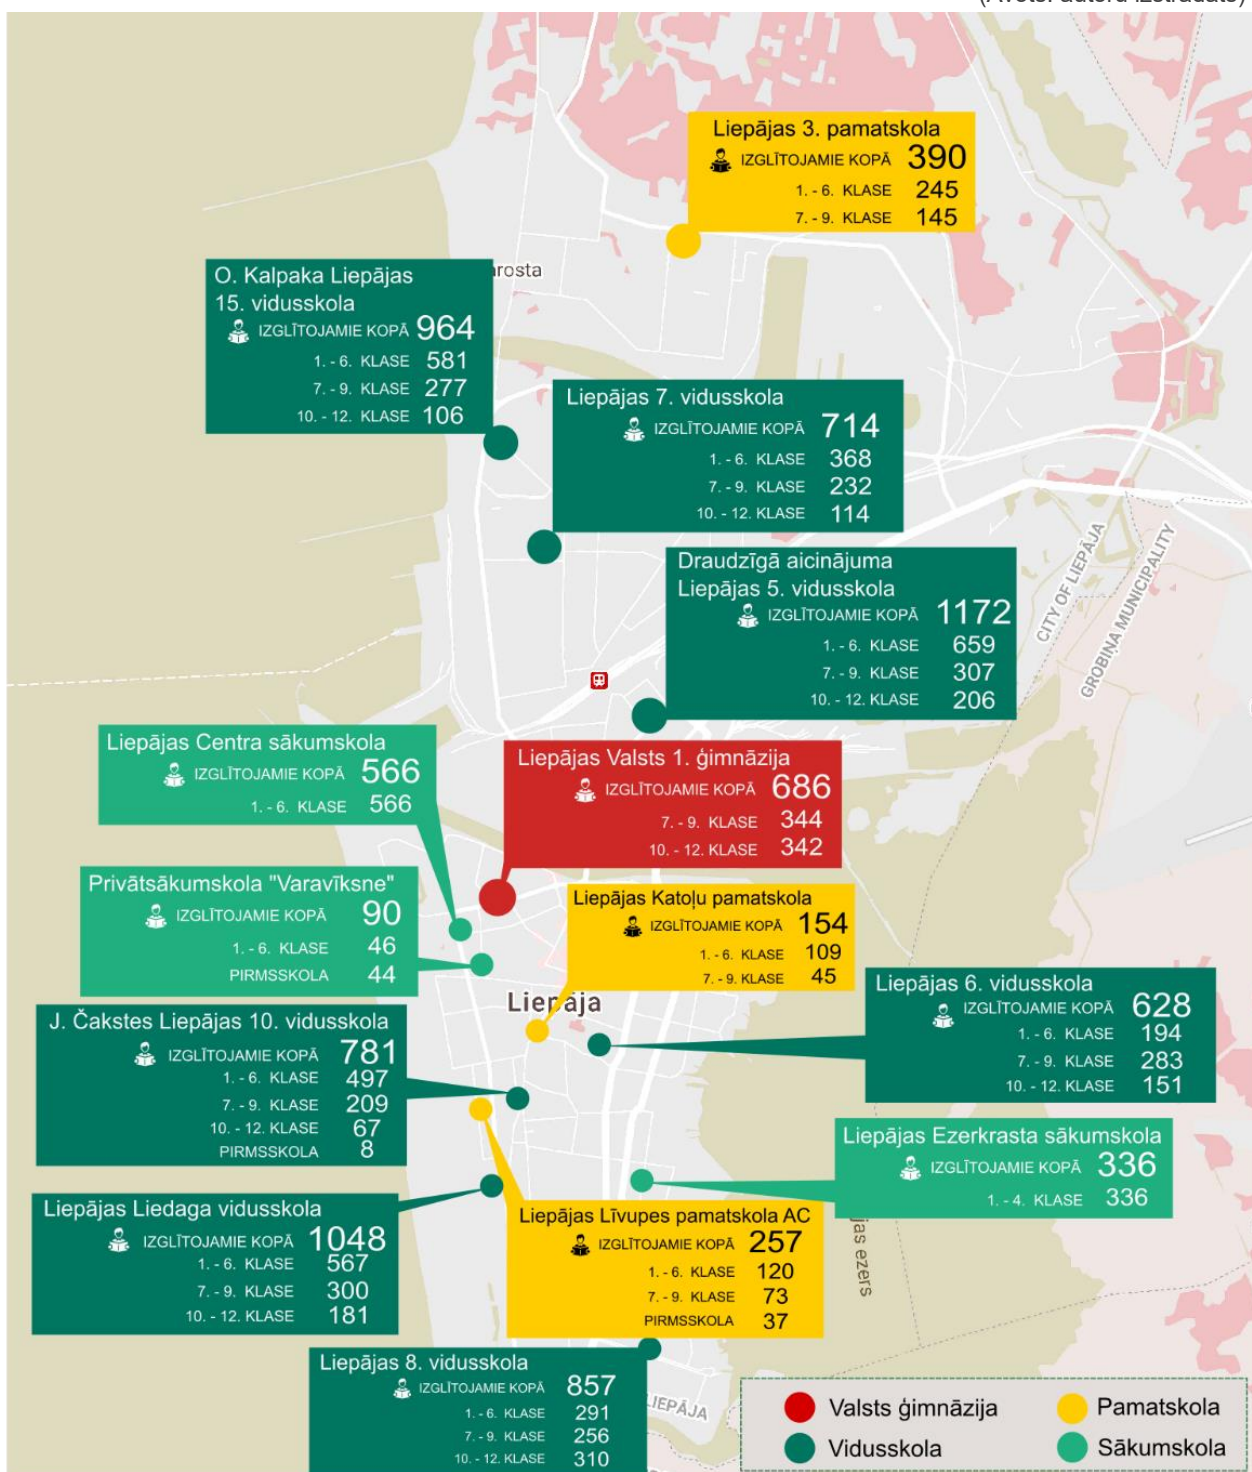 Liepājas 3. pamatskola
IZGLĪTOJAMIE KOPĀ 390
1. - 6. KLASE 245
7. - 9. KLASE 145
rosta
O. Kalpaka Liepājas
15. vidusskola
IZGLĪTOJAMIE KOPĀ 964
1. - 6. KLASE 581
7. - 9. KLASE 277
10. - 12. KLASE 106
Liepājas 7. vidusskola
IZGLĪTOJAMIE KOPĀ 714
1. - 6. KLASE 368
7. - 9. KLASE 232
10. - 12. KLASE 114
Draudzīgā aicinājuma
Liepājas 5. vidusskola
IZGLĪTOJAMIE KOPĀ 1172
1. - 6. KLASE 659
7. - 9. KLASE 307
10. - 12. KLASE 206
CITY OF LIEPĀJA
GROBIŅA MUNICIPALITY
Liepājas Centra sākumskola
IZGLĪTOJAMIE KOPĀ 566
1. - 6. KLASE 566
Liepājas Valsts 1. ģimnāzija
IZGLĪTOJAMIE KOPĀ 686
7. - 9. KLASE 344
10. - 12. KLASE 342
Privātsākumskola "Varavīksne"
IZGLĪTOJAMIE KOPĀ 90
1. - 6. KLASE 46
PIRMSSKOLA 44
Liepājas Katoļu pamatskola
IZGLĪTOJAMIE KOPĀ 154
1. - 6. KLASE 109
7. - 9. KLASE 45
Liepāja
Liepājas 6. vidusskola
IZGLĪTOJAMIE KOPĀ 628
1. - 6. KLASE 194
7. - 9. KLASE 283
10. - 12. KLASE 151
J. Čakstes Liepājas 10. vidusskola
IZGLĪTOJAMIE KOPĀ 781
1. - 6. KLASE 497
7. - 9. KLASE 209
10. - 12. KLASE 67
PIRMSSKOLA 8
Liepājas Ezerkrasta sākumskola
IZGLĪTOJAMIE KOPĀ 336
1. - 4. KLASE 336
Liepājas Liedaga vidusskola
IZGLĪTOJAMIE KOPĀ 1048
1. - 6. KLASE 567
7. - 9. KLASE 300
10. - 12. KLASE 181
Liepājas Līvupes pamatskola AC
IZGLĪTOJAMIE KOPĀ 257
1. - 6. KLASE 120
7. - 9. KLASE 73
PIRMSSKOLA 37
jas ezers
Liepājas 8. vidusskola
IZGLĪTOJAMIE KOPĀ 857
1. - 6. KLASE 291
7. - 9. KLASE 256
10. - 12. KLASE 310
LIEPĀJA
Valsts ģimnāzija
Pamatskola
Vidusskola
Sākumskola